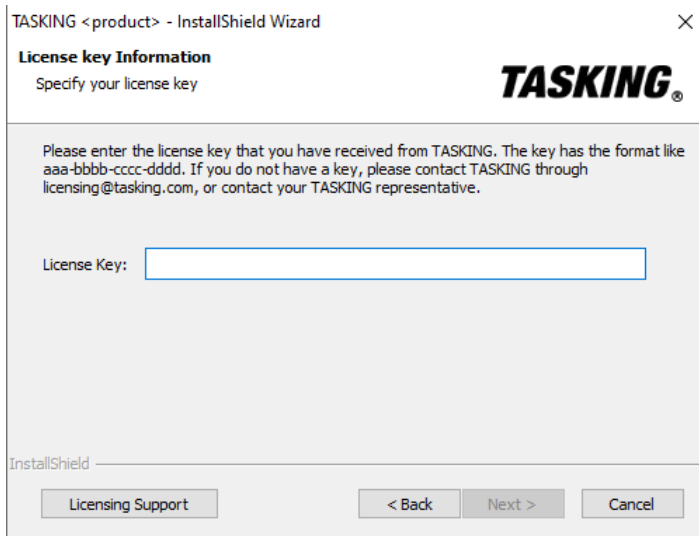 TASKING <product> - InstallShield Wizard
License key Information
Specify your license key
TASKING®
Please enter the license key that you have received from TASKING. The key has the format like
aaa-bbbb-cccc-dddd. If you do not have a key, please contact TASKING through
licensing@tasking.com, or contact your TASKING representative.
License Key:
InstallShield
Licensing Support
< Back
Next >
Cancel